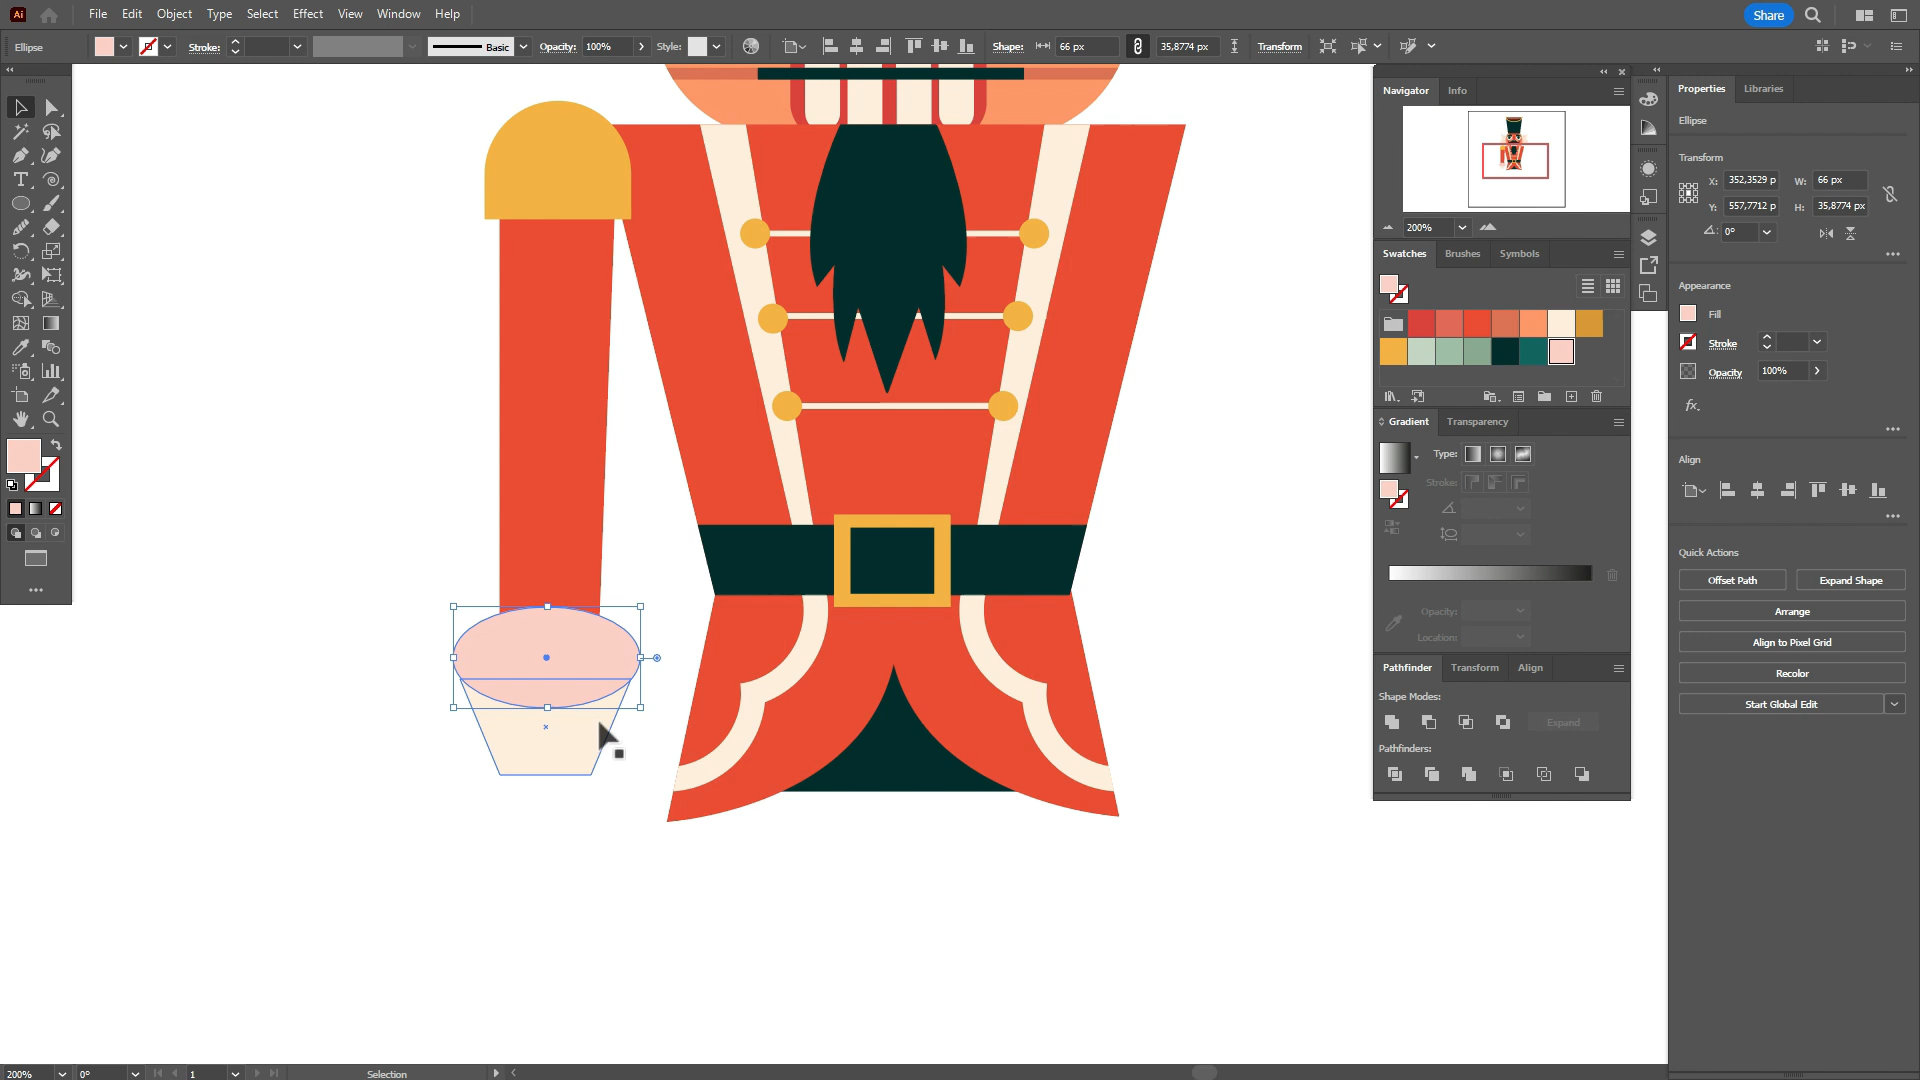 Ai File Edit Object Type Select Effect View Window Help Share
Ellipse Stroke: Basic Opacity: 100% Style: Shape: 66 px 35,8774 px Transform
Navigator Info
200%
Swatches Brushes Symbols
Gradient Transparency
Type:
Stroke:
Opacity:
Location:
Pathfinder Transform Align
Shape Modes:
Expand
Pathfinders:
Properties Libraries
Ellipse
Transform
X: 352,3529 p W: 66 px
Y: 557,7712 p H: 35,8774 px
0°
Appearance
Fill
Stroke
Opacity 100%
fx.
Align
Quick Actions
Offset Path Expand Shape
Arrange
Align to Pixel Grid
Recolor
Start Global Edit
200% 0° 1 Selection